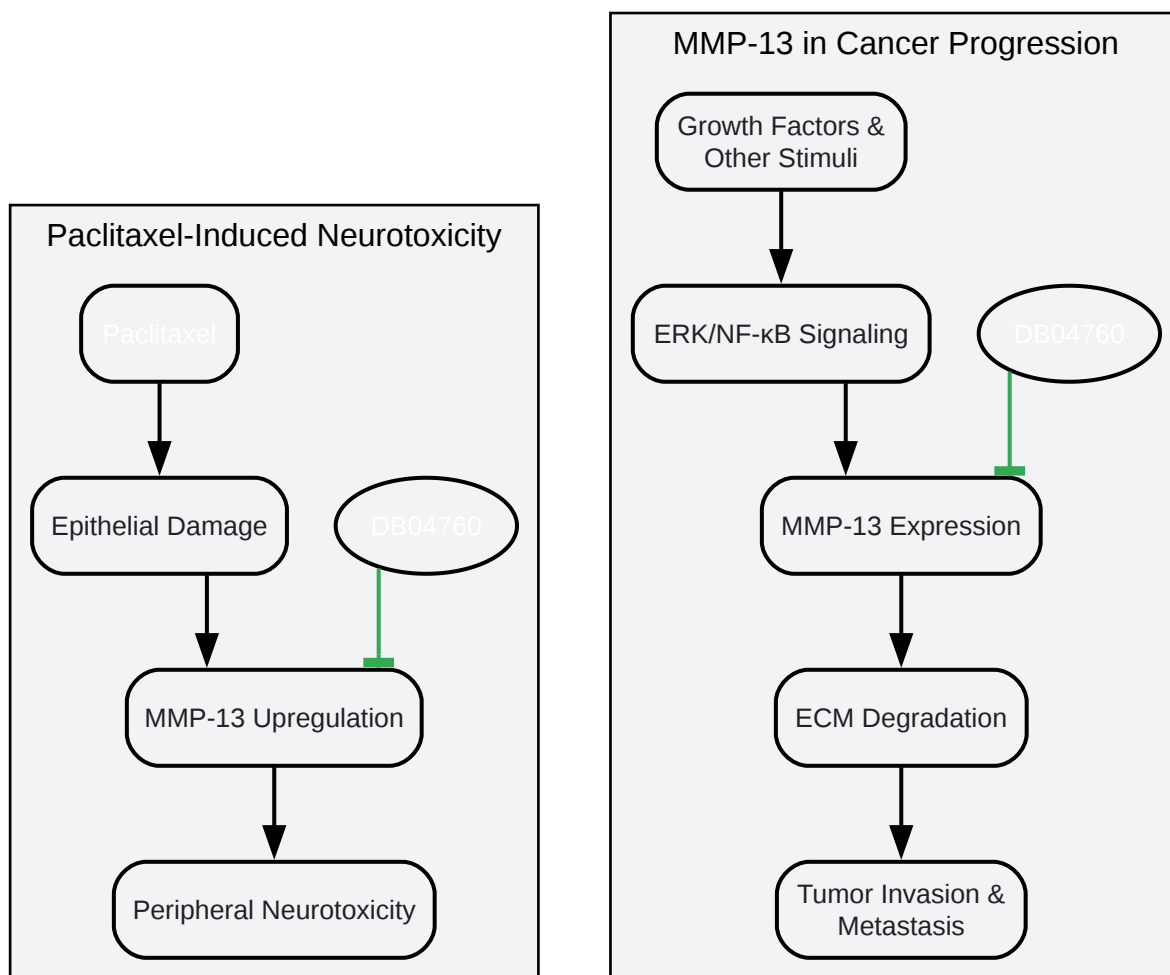 Paclitaxel-Induced Neurotoxicity
Paclitaxel
Epithelial Damage
DB04760
MMP-13 Upregulation
Peripheral Neurotoxicity
MMP-13 in Cancer Progression
Growth Factors &
Other Stimuli
ERK/NF-κB Signaling
DB04760
MMP-13 Expression
ECM Degradation
Tumor Invasion &
Metastasis